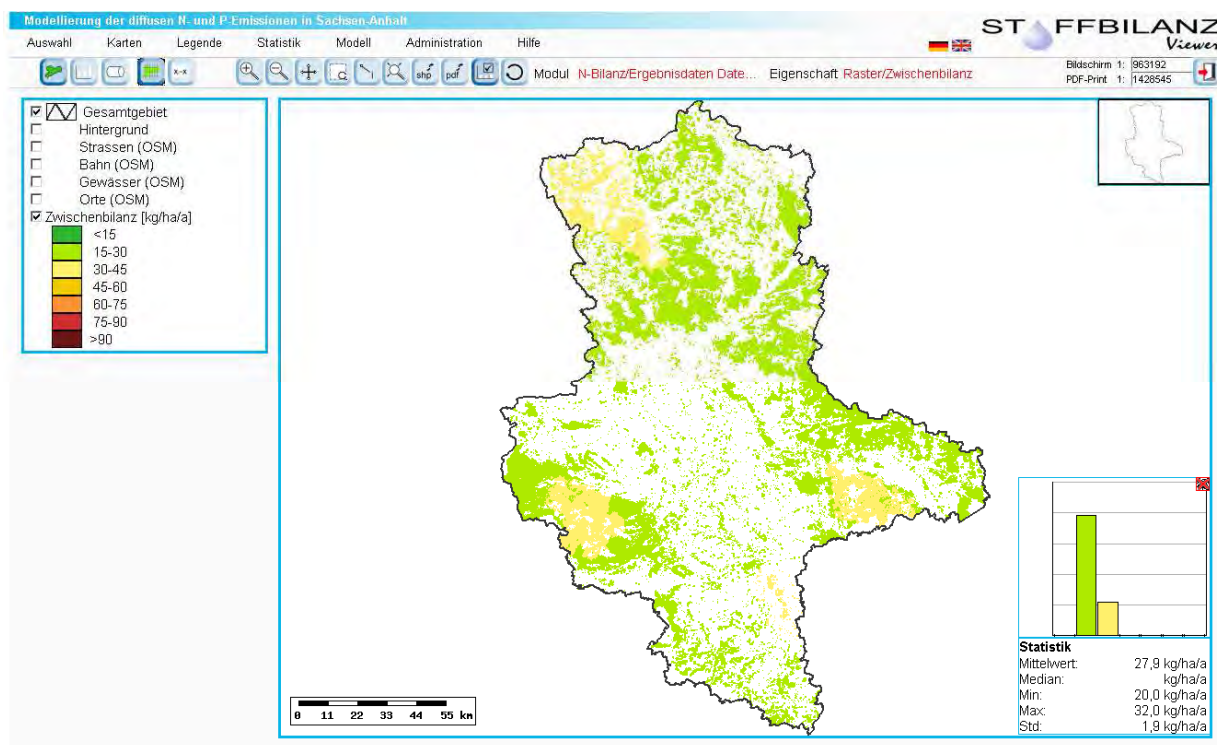 Modellierung der diffusen N- und P-Emissionen in Sachsen-Anhalt
STOFFBILANZ
Viewer
Auswahl Karten Legende Statistik Modell Administration Hilfe
x-x shp pdf Modul N-Bilanz/Ergebnisdaten Date... Eigenschaft Raster/Zwischenbilanz
Bildschirm 1: 963192
PDF-Print 1: 1428545
Gesamtgebiet
Hintergrund
Strassen (OSM)
Bahn (OSM)
Gewässer (OSM)
Orte (OSM)
Zwischenbilanz [kg/ha/a]
<15
15-30
30-45
45-60
60-75
75-90
>90
0 11 22 33 44 55 km
Statistik
Mittelwert: 27,9 kg/ha/a
Median: kg/ha/a
Min: 20,0 kg/ha/a
Max: 32,0 kg/ha/a
Std: 1,9 kg/ha/a